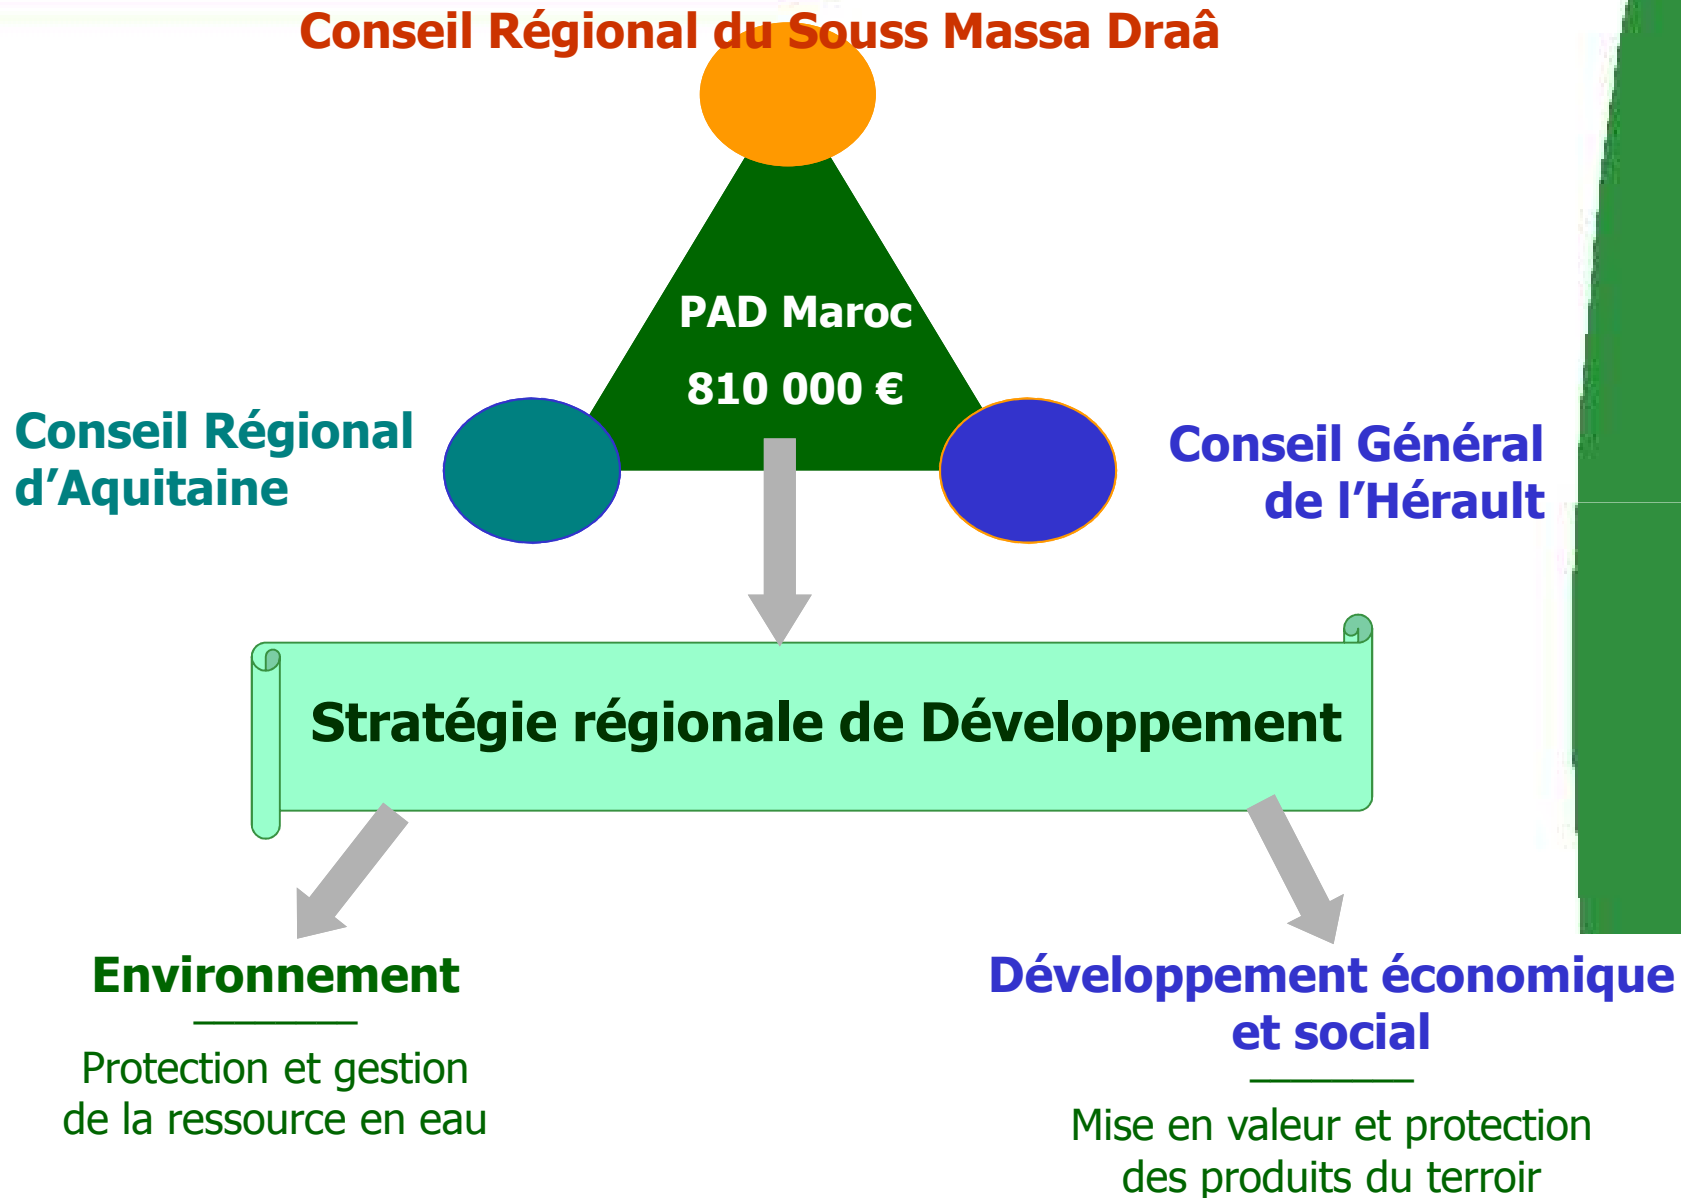 Conseil Régional du Souss Massa Draâ
PAD Maroc
810 000 €
Conseil Régional
d’Aquitaine
Conseil Général
de l’Hérault
Stratégie régionale de Développement
Environnement
Protection et gestion
de la ressource en eau
Développement économique
et social
Mise en valeur et protection
des produits du terroir